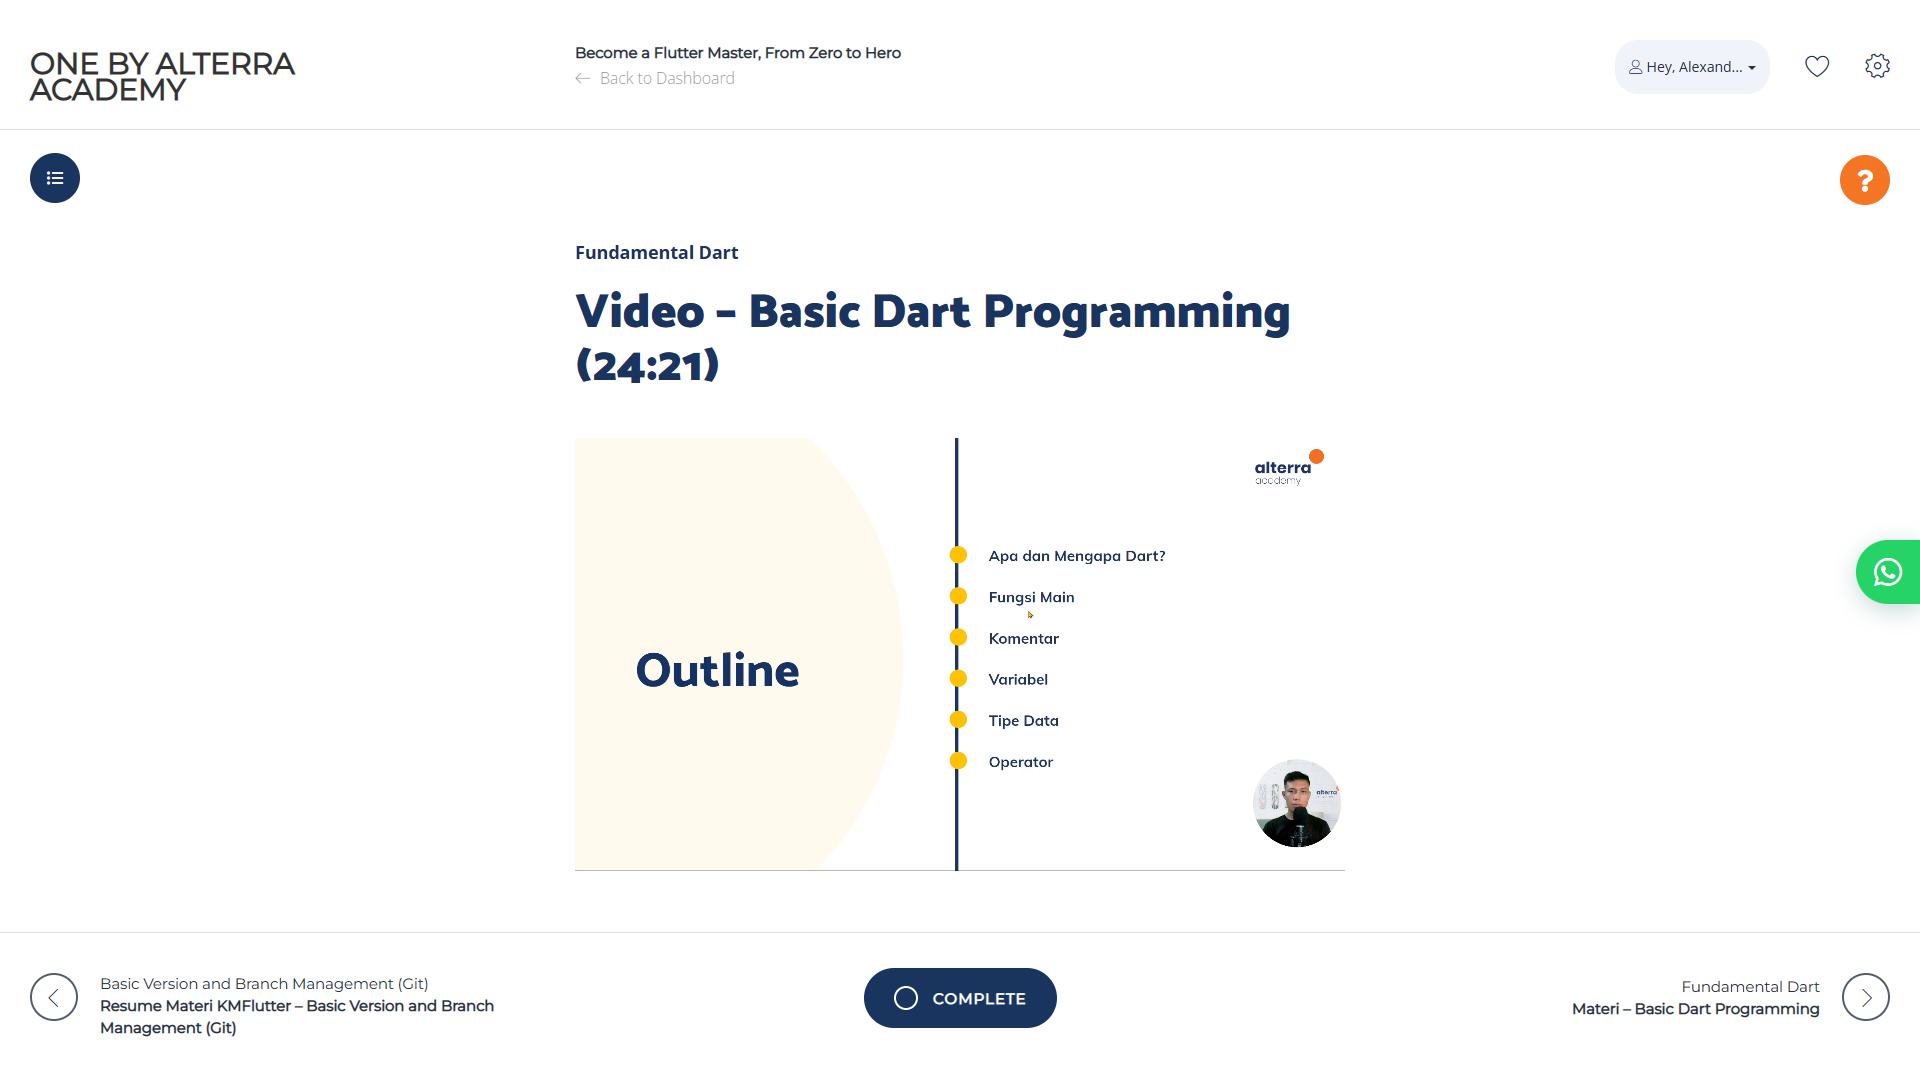 ONE BY ALTERRA
ACADEMY
Become a Flutter Master, From Zero to Hero
Back to Dashboard
Hey, Alexand...
?
Fundamental Dart
Video – Basic Dart Programming
(24:21)
alterra
academy
Outline
Apa dan Mengapa Dart?
Fungsi Main
Komentar
Variabel
Tipe Data
Operator
alterra
Basic Version and Branch Management (Git)
Resume Materi KMFlutter – Basic Version and Branch
Management (Git)
COMPLETE
Fundamental Dart
Materi – Basic Dart Programming